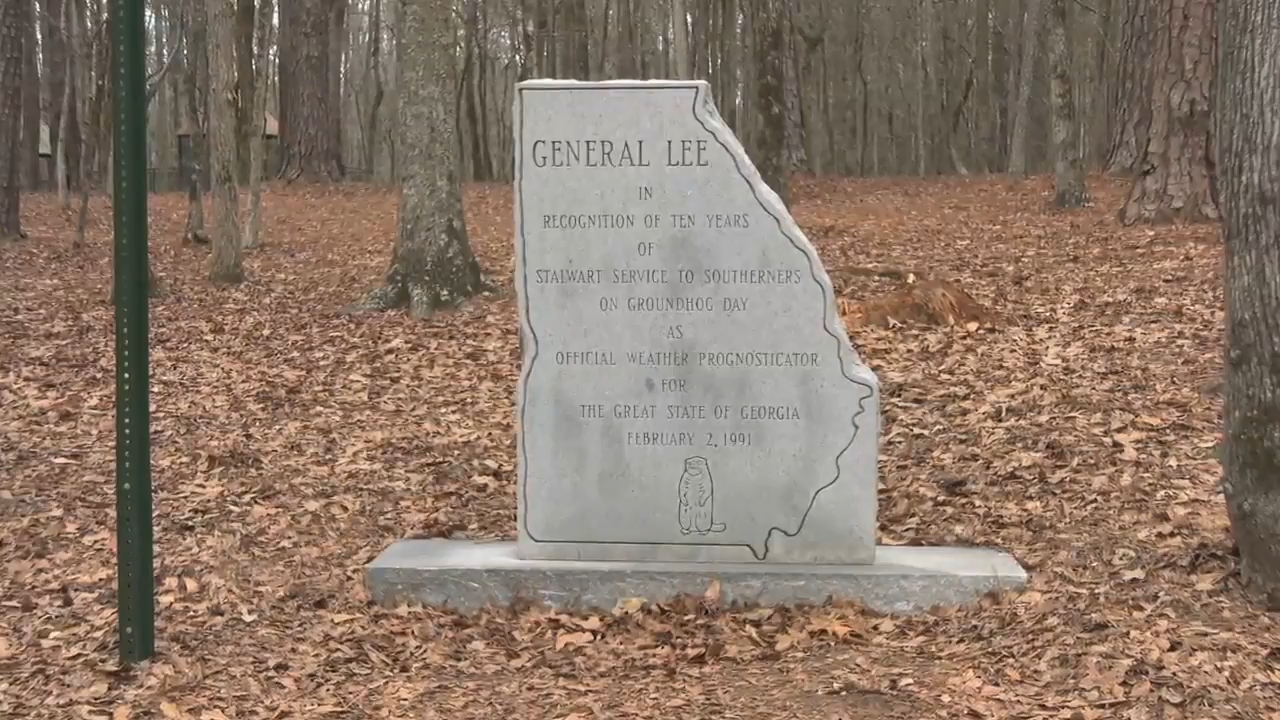 GENERAL LEE
IN
RECOGNITION OF TEN YEARS
OF
STALWART SERVICE TO SOUTHERNERS
ON GROUNDHOG DAY
AS
OFFICIAL WEATHER PROGNOSTICATOR
FOR
THE GREAT STATE OF GEORGIA
FEBRUARY 2, 1991